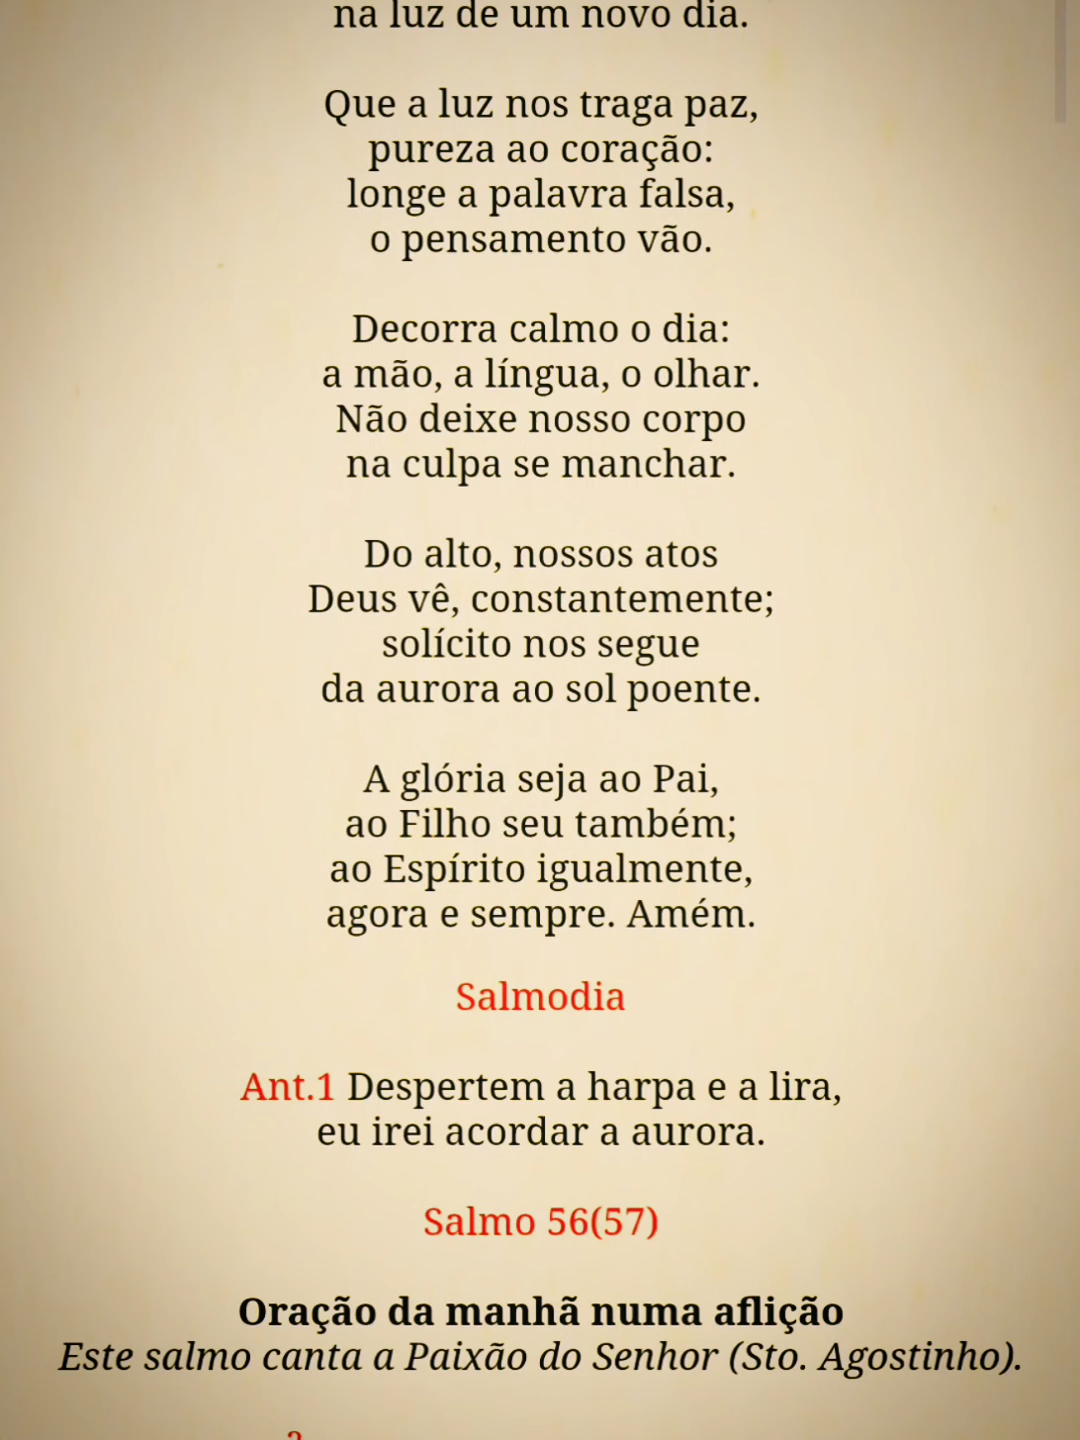 na luz de um novo dia.
Que a luz nos traga paz,
pureza ao coração:
longe a palavra falsa,
o pensamento vão.
Decorra calmo o dia:
a mão, a língua, o olhar.
Não deixe nosso corpo
na culpa se manchar.
Do alto, nossos atos
Deus vê, constantemente;
solícito nos segue
da aurora ao sol poente.
A glória seja ao Pai,
ao Filho seu também;
ao Espírito igualmente,
agora e sempre. Amém.
Salmodia
Ant.1 Despertem a harpa e a lira,
eu irei acordar a aurora.
Salmo 56(57)
Oração da manhã numa aflição
Este salmo canta a Paixão do Senhor (Sto. Agostinho).